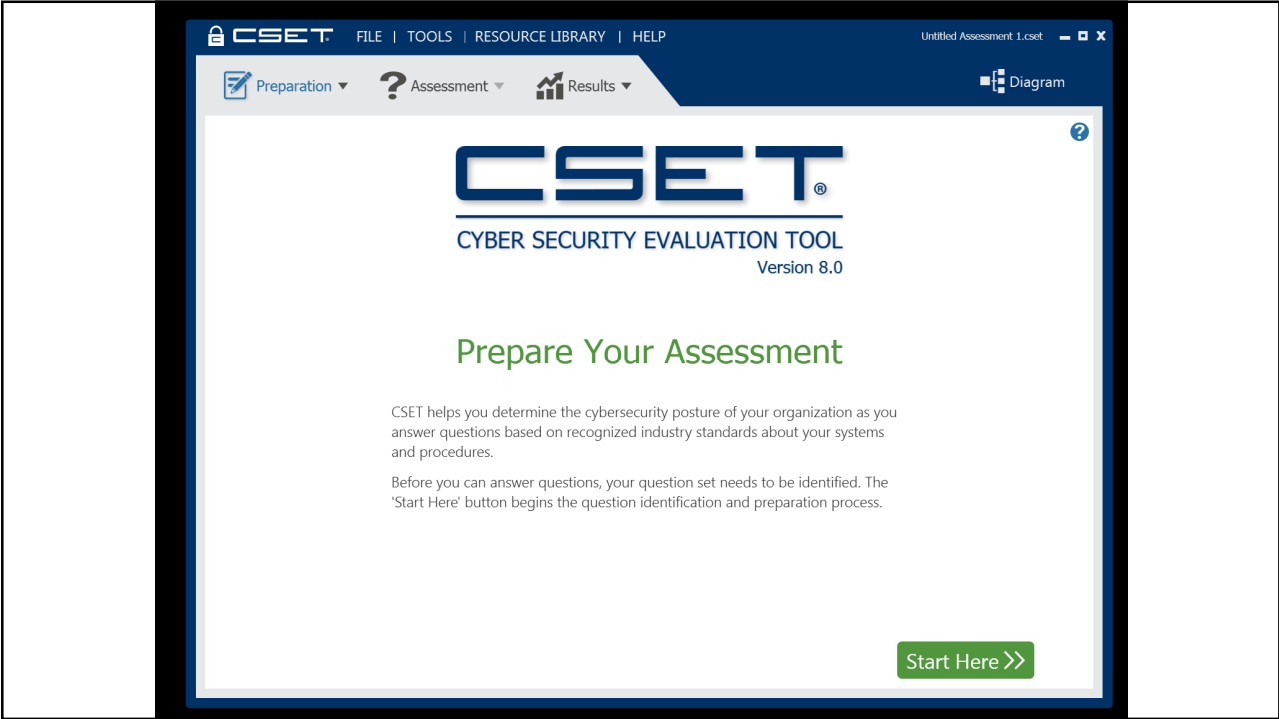 CSET. FILE | TOOLS | RESOURCE LIBRARY | HELP Untitled Assessment 1.cset
Preparation Assessment Results Diagram
CSET®
CYBER SECURITY EVALUATION TOOL
Version 8.0
Prepare Your Assessment
CSET helps you determine the cybersecurity posture of your organization as you
answer questions based on recognized industry standards about your systems
and procedures.
Before you can answer questions, your question set needs to be identified. The
'Start Here' button begins the question identification and preparation process.
Start Here